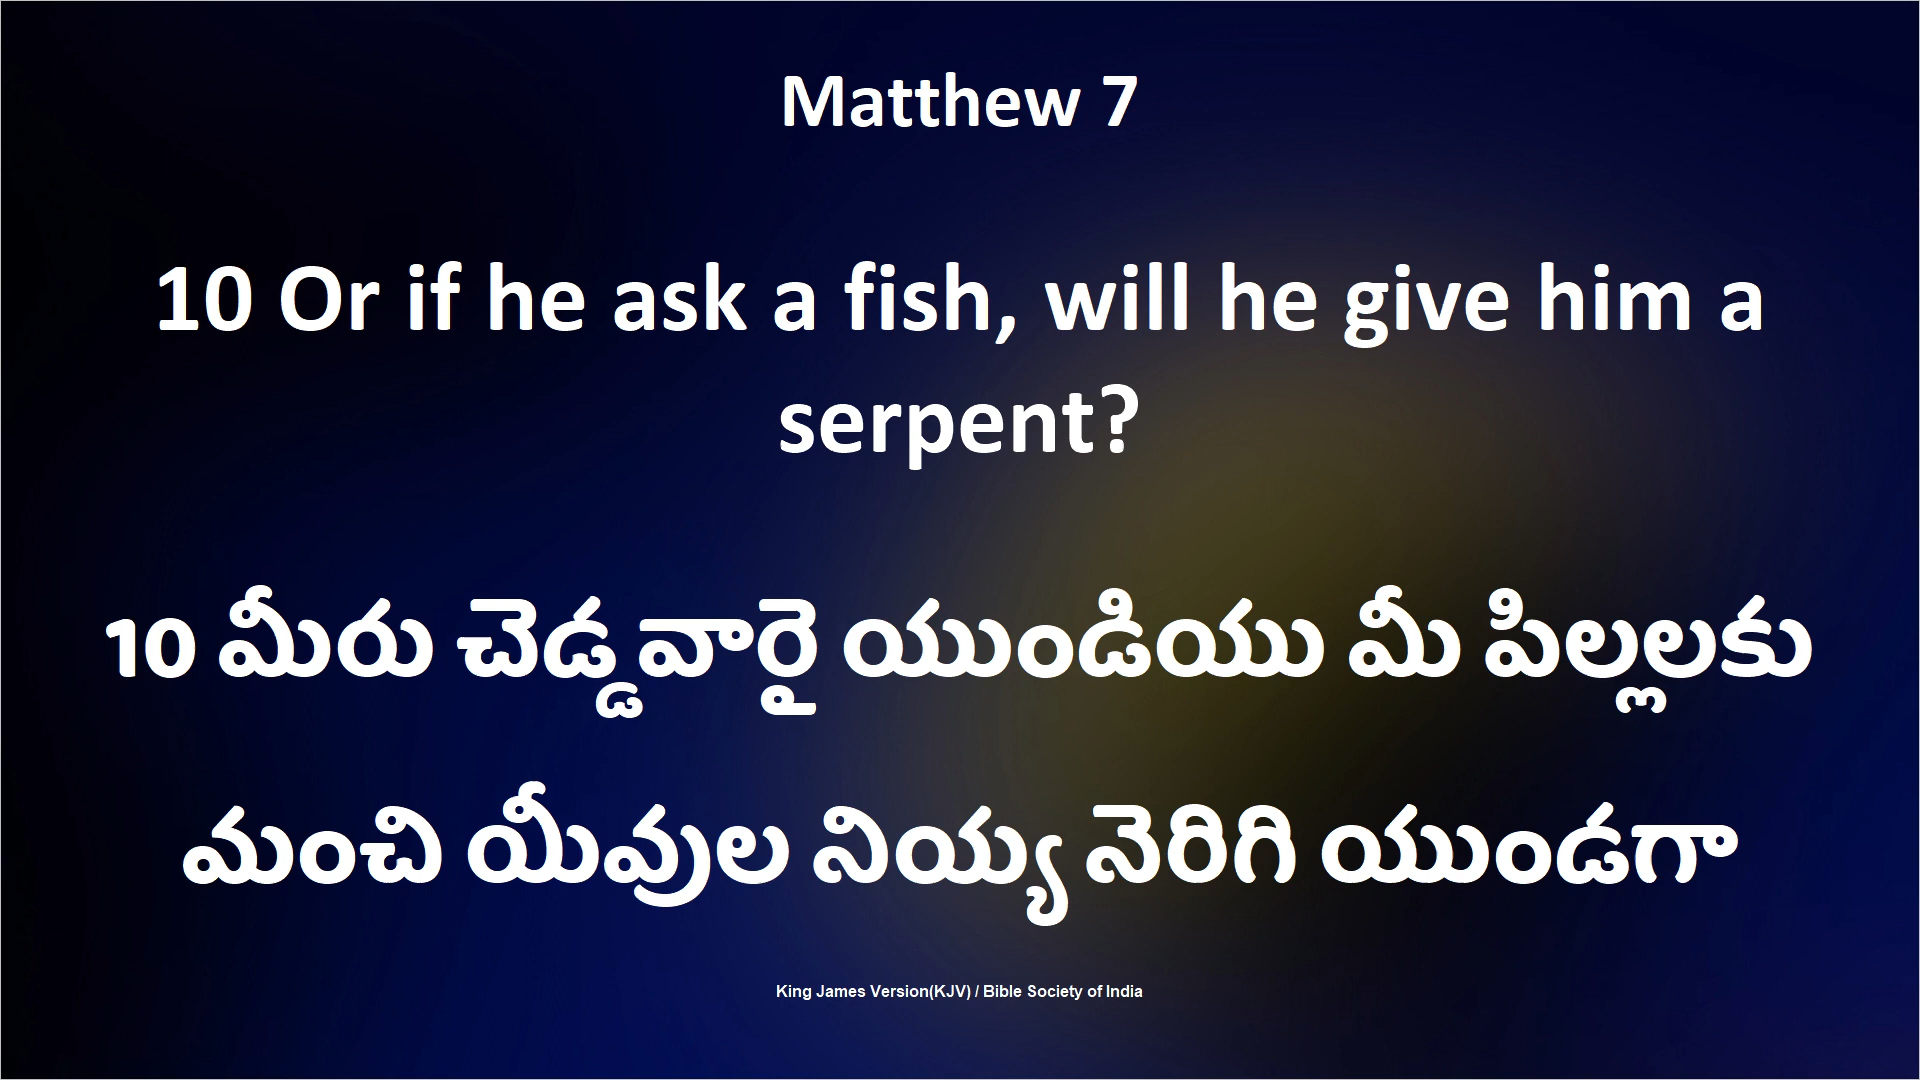 Matthew 7
10 Or if he ask a fish, will he give him a
serpent?
10 మీరు చెడ్డవారై యుండియు మీ పిల్లలకు
మంచి యీవుల నియ్య నెరిగి యుండగా
King James Version(KJV) / Bible Society of India